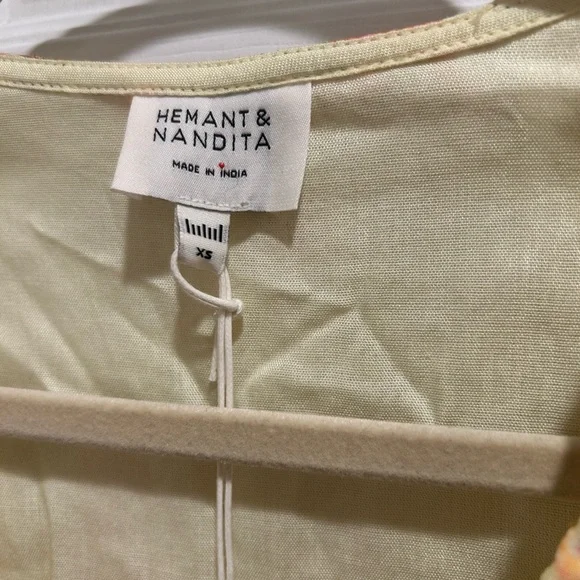 HEMANT &
NANDITA
MADE IN INDIA
XS